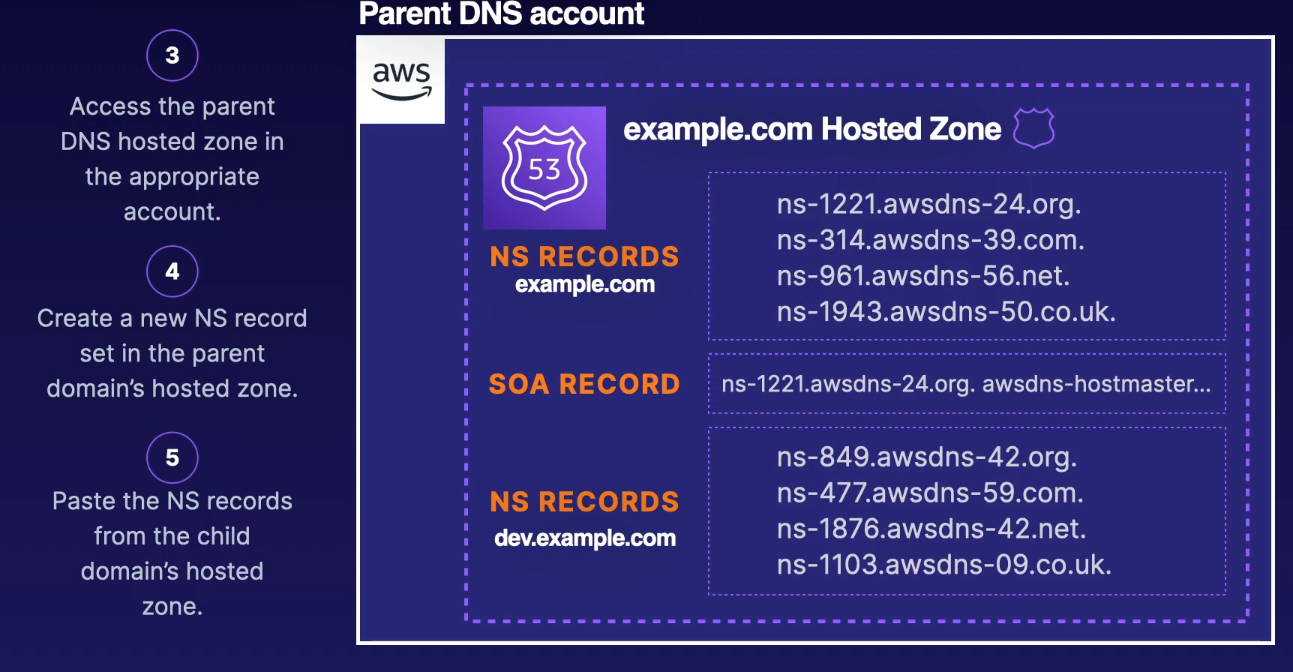 Parent DNS account
3
Access the parent
DNS hosted zone in
the appropriate
account.
4
Create a new NS record
set in the parent
domain’s hosted zone.
5
Paste the NS records
from the child
domain’s hosted
zone.
aws
53
example.com Hosted Zone
NS RECORDS
example.com
ns-1221.awsdns-24.org.
ns-314.awsdns-39.com.
ns-961.awsdns-56.net.
ns-1943.awsdns-50.co.uk.
SOA RECORD
ns-1221.awsdns-24.org. awsdns-hostmaster...
NS RECORDS
dev.example.com
ns-849.awsdns-42.org.
ns-477.awsdns-59.com.
ns-1876.awsdns-42.net.
ns-1103.awsdns-09.co.uk.